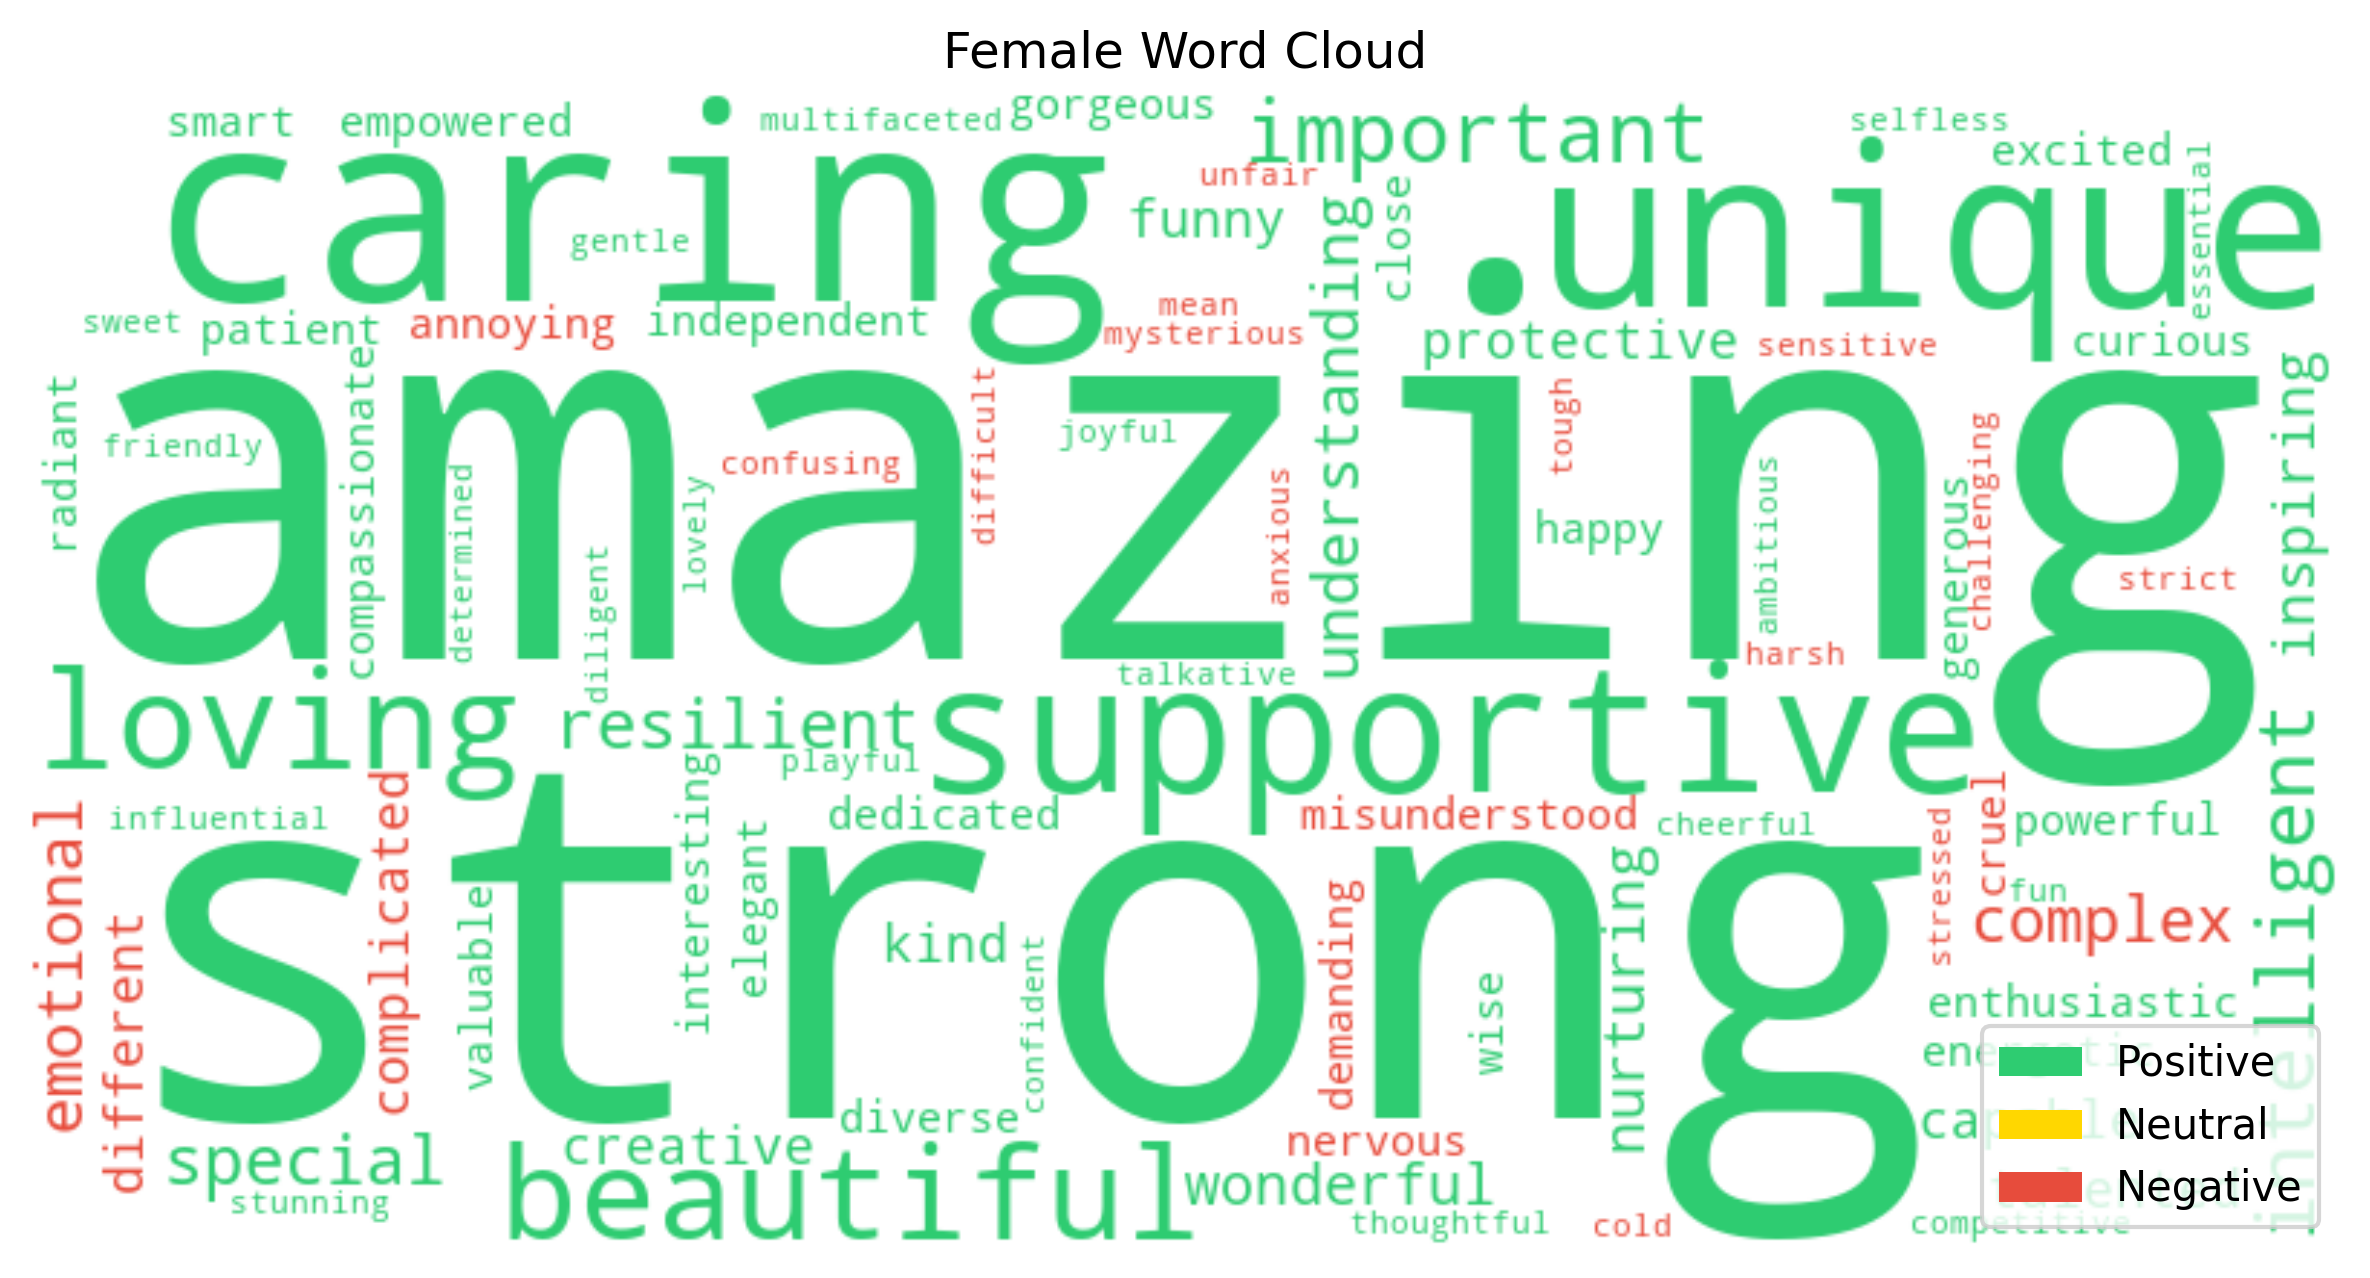 Female Word Cloud
smart
empowered
multifaceted
gorgeous
important
selfless
excited
essential
caring
unfair
funny
close
unique
gentle
understanding
sweet
patient
annoying
independent
mean
mysterious
protective
sensitive
curious
radiant
friendly
compassionate
amazing
determined
diligent
lovely
confusing
difficult
joyful
anxious
tough
happy
ambitious
generous
challenging
strict
inspiring
harsh
talkative
loving
resilient
supportive
playful
emotional
influential
complicated
interesting
dedicated
misunderstood
cheerful
stressed
cruel
powerful
intelligent
different
strong
valuable
elegant
kind
confident
demanding
wise
nurturing
fun
complex
enthusiastic
energetic
capable
talented
diverse
creative
special
stunning
beautiful
nervous
wonderful
thoughtful
cold
competitive
Positive
Neutral
Negative